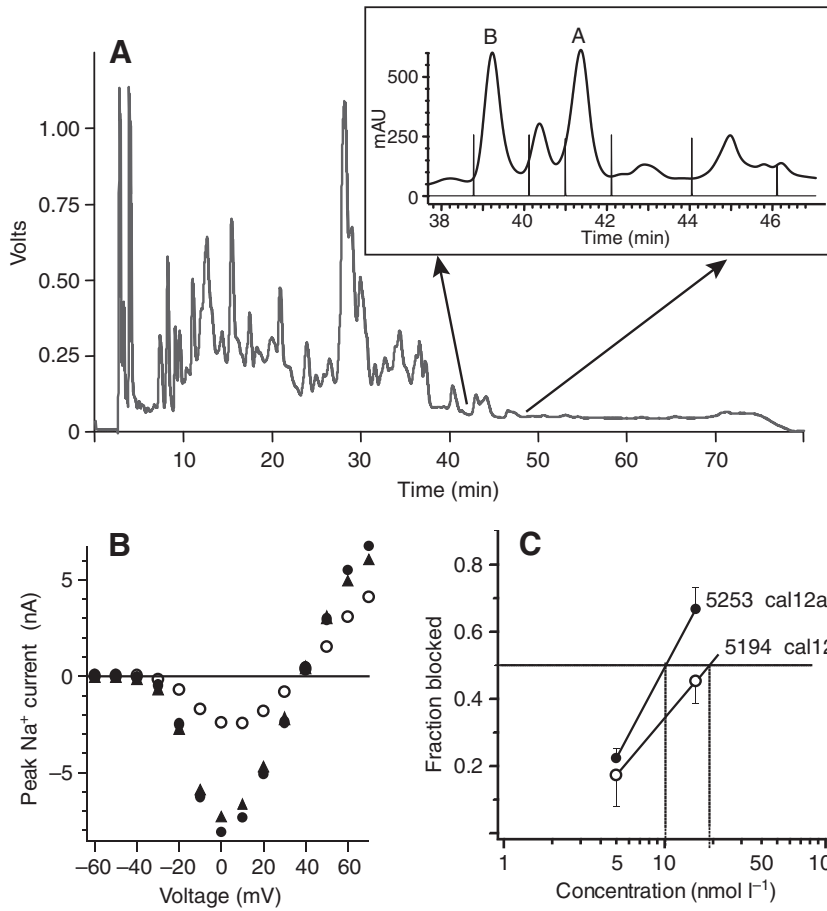 A
Volts
1.00
0.75
0.50
0.25
0
10
20
30
40
50
60
70
Time (min)
B
A
mAU
500
250
0
38
40
42
44
46
Time (min)
B
Peak Na⁺ current (nA)
5
0
−5
−60
−40
−20
0
20
40
60
Voltage (mV)
C
Fraction blocked
0.8
0.6
0.4
0.2
5253 cal12a
5194 cal12
1
5
10
50
10
Concentration (nmol l⁻¹)